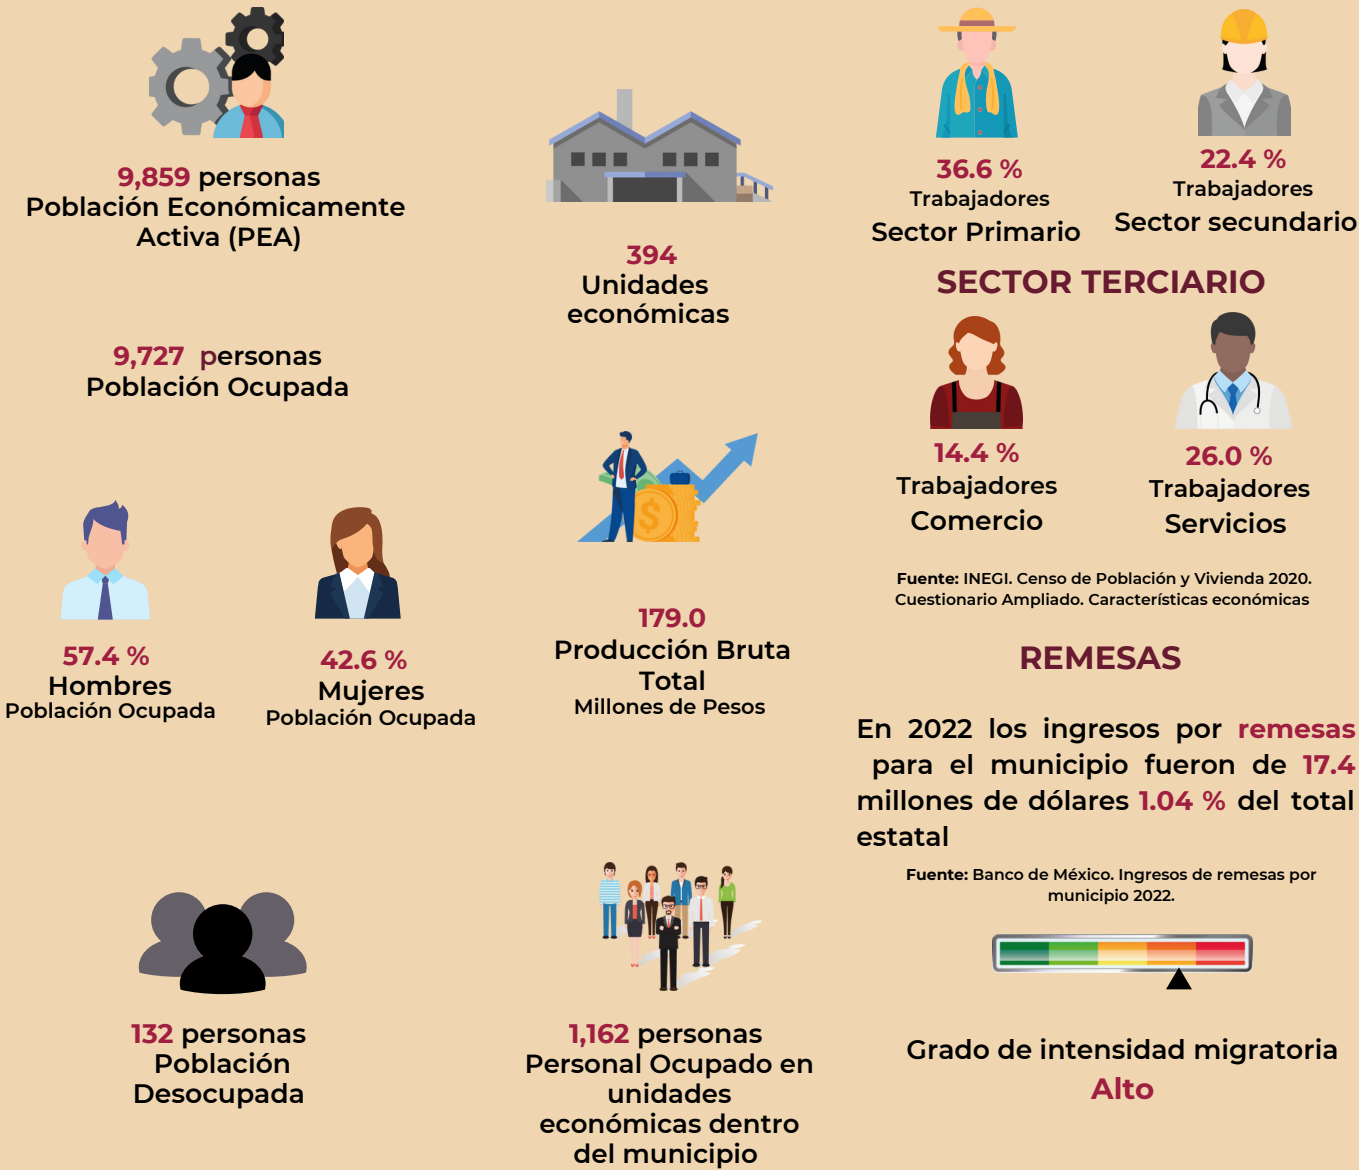 9,859 personas
Población Económicamente
Activa (PEA)
9,727 personas
Población Ocupada
57.4 %
Hombres
Población Ocupada
42.6 %
Mujeres
Población Ocupada
132 personas
Población
Desocupada
394
Unidades
económicas
179.0
Producción Bruta
Total
Millones de Pesos
1,162 personas
Personal Ocupado en
unidades
económicas dentro
del municipio
36.6 %
Trabajadores
Sector Primario
22.4 %
Trabajadores
Sector secundario
SECTOR TERCIARIO
14.4 %
Trabajadores
Comercio
26.0 %
Trabajadores
Servicios
Fuente: INEGI. Censo de Población y Vivienda 2020.
Cuestionario Ampliado. Características económicas
REMESAS
En 2022 los ingresos por remesas
para el municipio fueron de 17.4
millones de dólares 1.04 % del total
estatal
Fuente: Banco de México. Ingresos de remesas por
municipio 2022.
Grado de intensidad migratoria
Alto